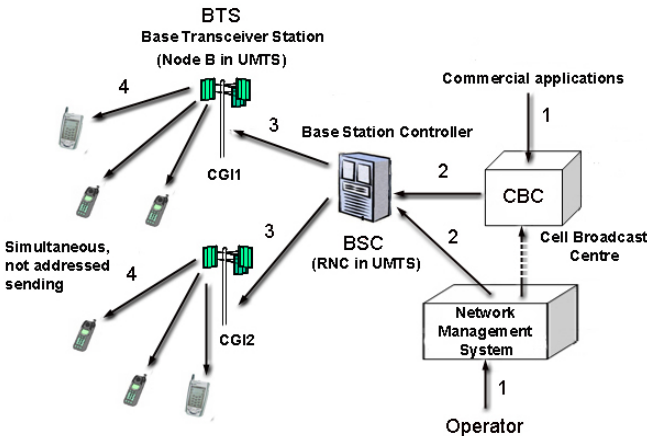 BTS
Base Transceiver Station
(Node B in UMTS)
4
Commercial applications
1
3
Base Station Controller
CGI1
2
CBC
BSC
(RNC in UMTS)
Cell Broadcast
Centre
Simultaneous,
not addressed
sending
4
3
2
CGI2
Network
Management
System
1
Operator